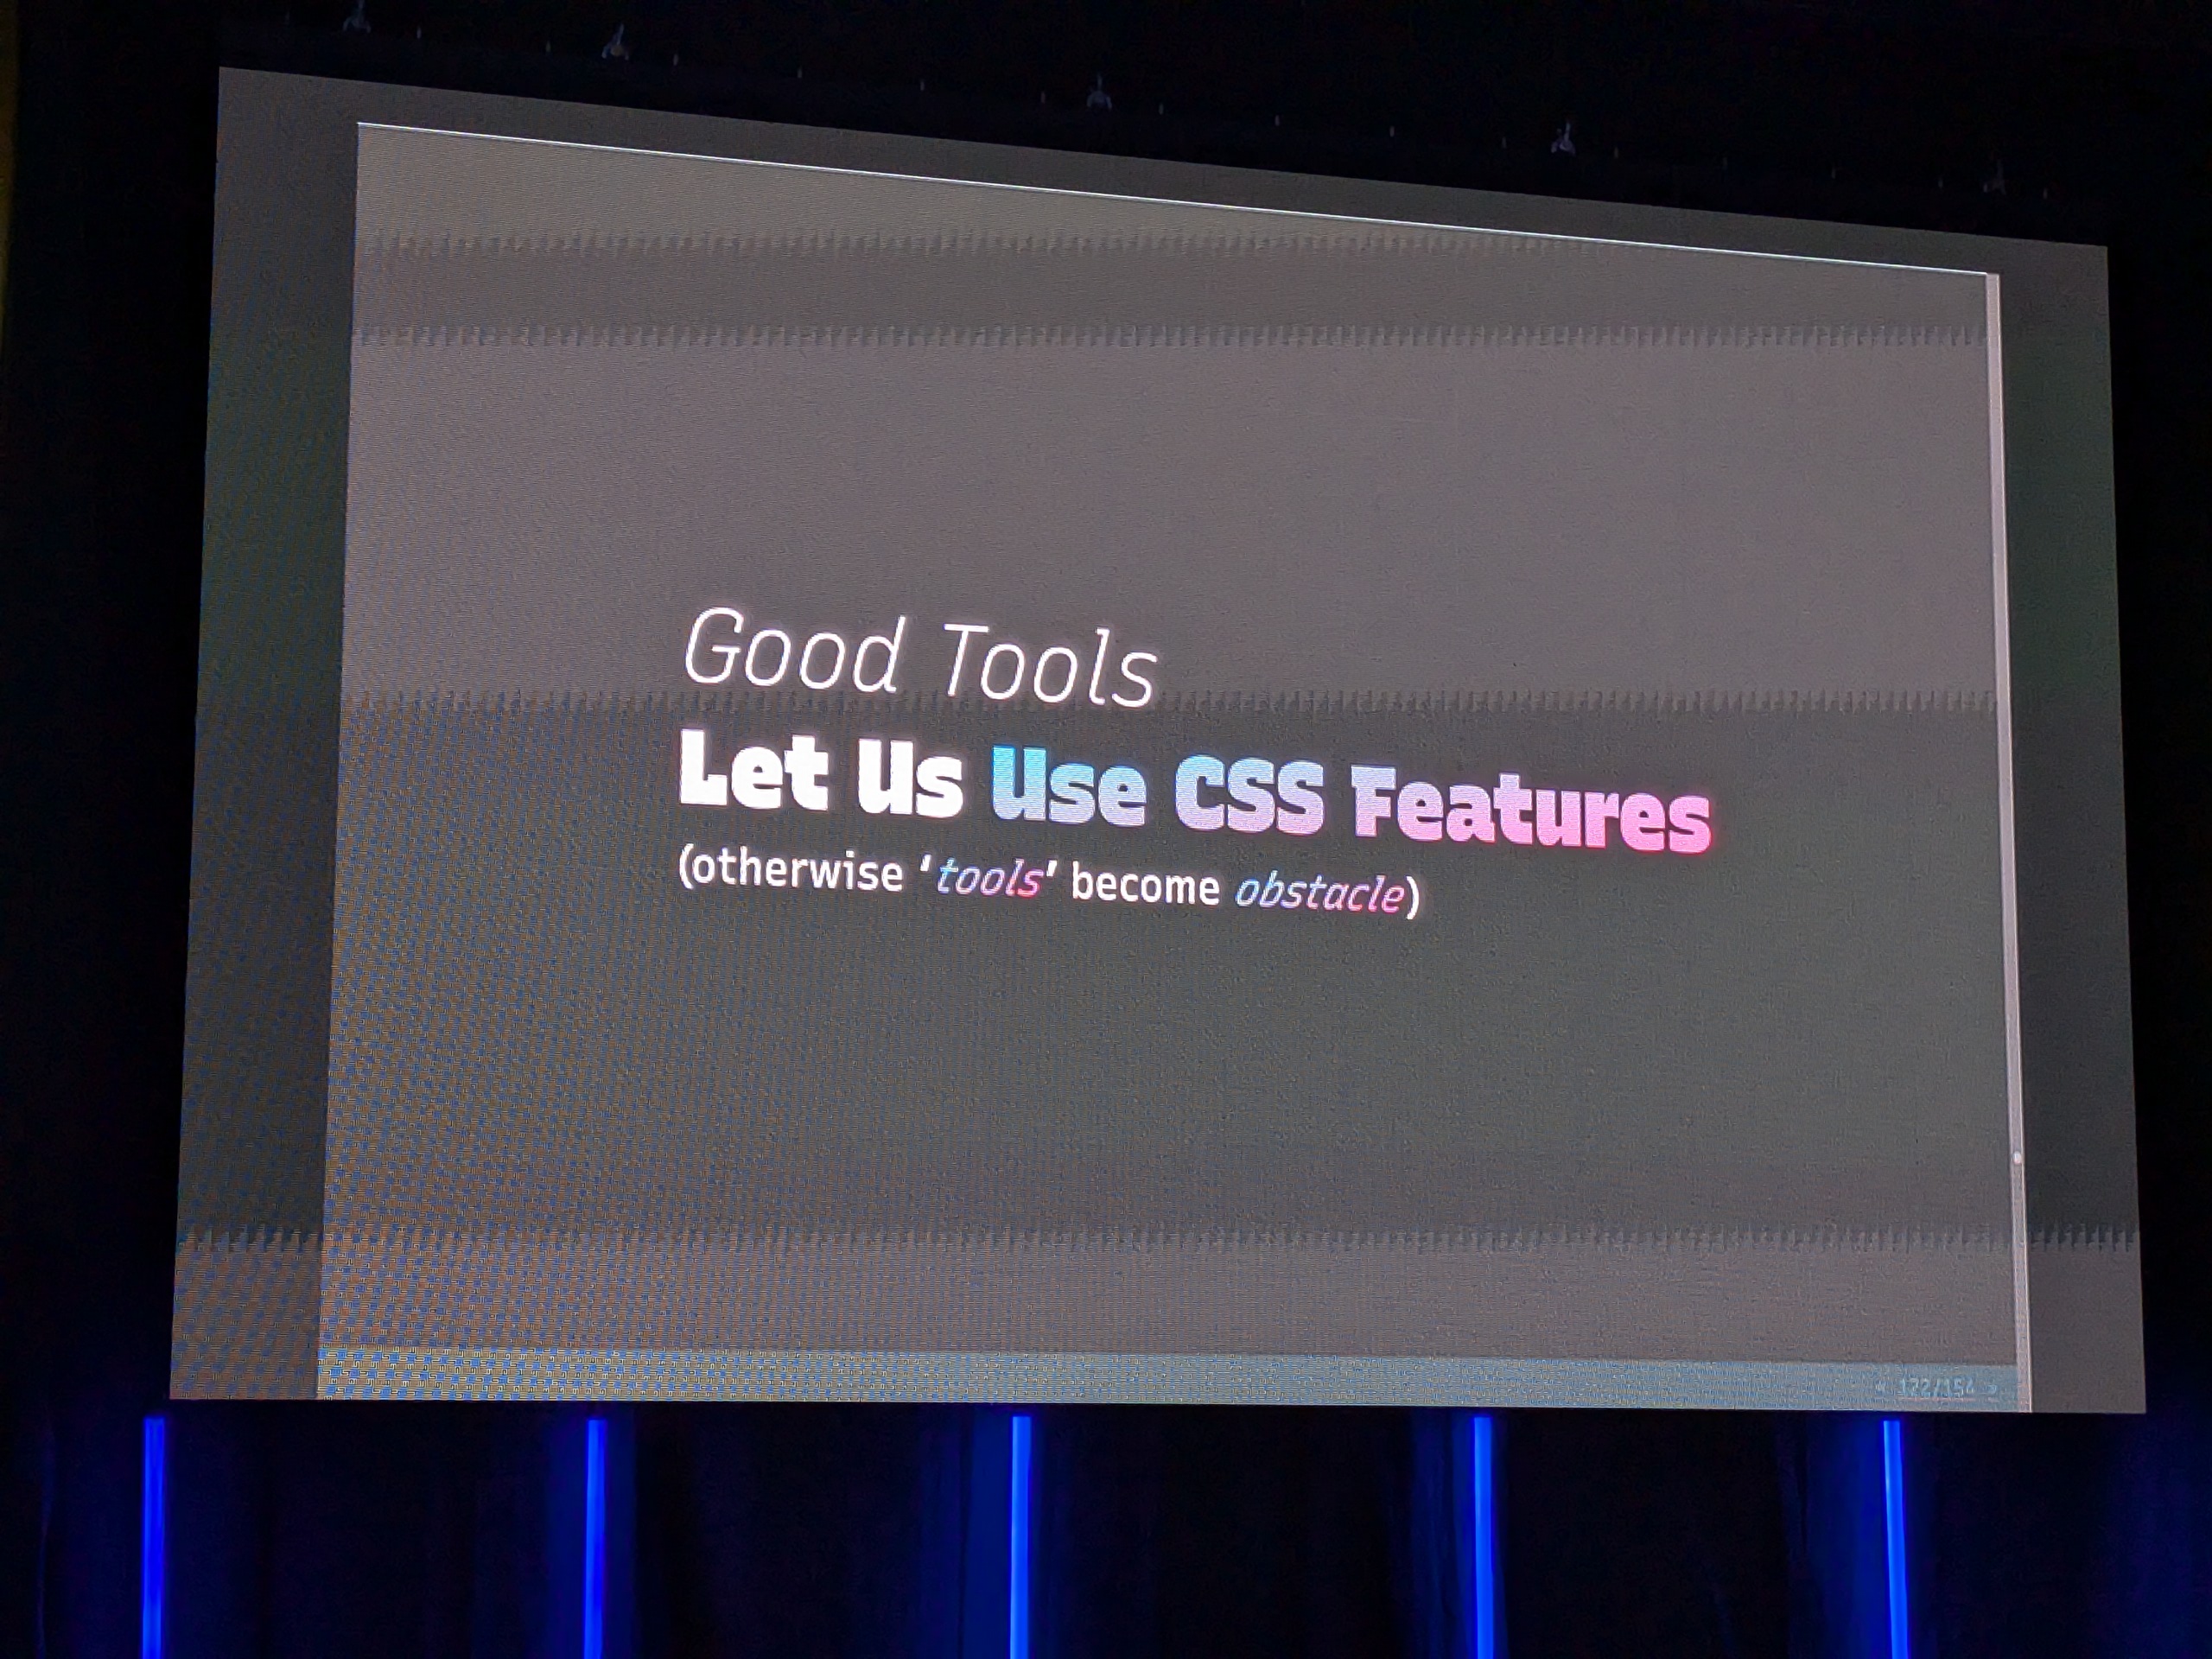 Good Tools
Let Us Use CSS Features
(otherwise ‘tools’ become obstacle)